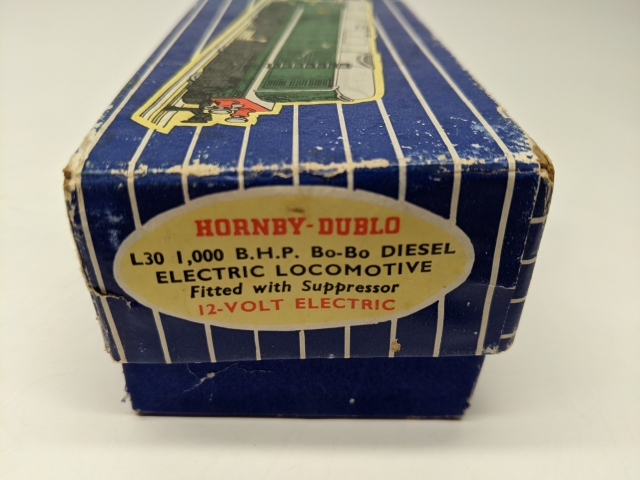 HORNBY-DUBLO
L30 1,000 B.H.P. Bo-Bo DIESEL
ELECTRIC LOCOMOTIVE
Fitted with Suppressor
12-VOLT ELECTRIC